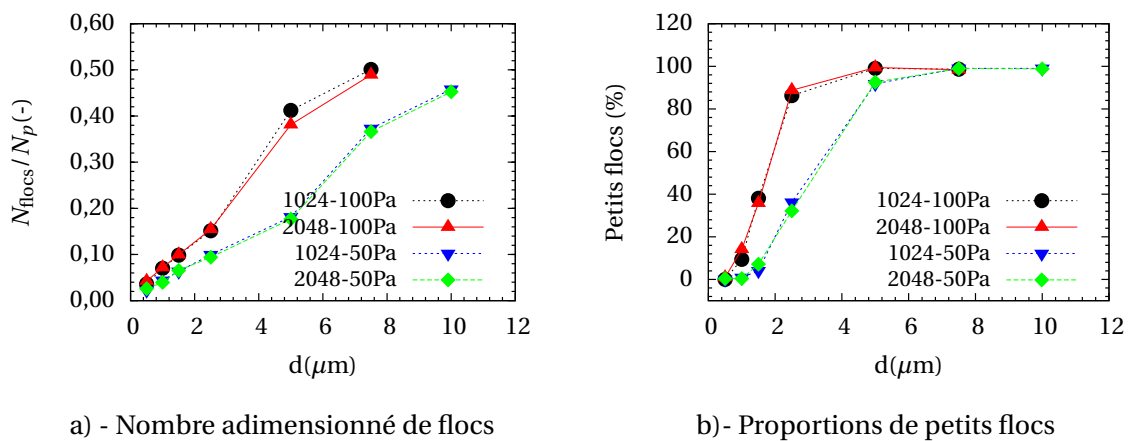 0,60
0,50
0,40
0,30
0,20
0,10
0,00
N_flocs / N_p (-)
1024-100Pa
2048-100Pa
1024-50Pa
2048-50Pa
0 2 4 6 8 10 12
d(μm)
a) - Nombre adimensionné de flocs
120
100
80
60
40
20
0
Petits flocs (%)
1024-100Pa
2048-100Pa
1024-50Pa
2048-50Pa
0 2 4 6 8 10 12
d(μm)
b)- Proportions de petits flocs